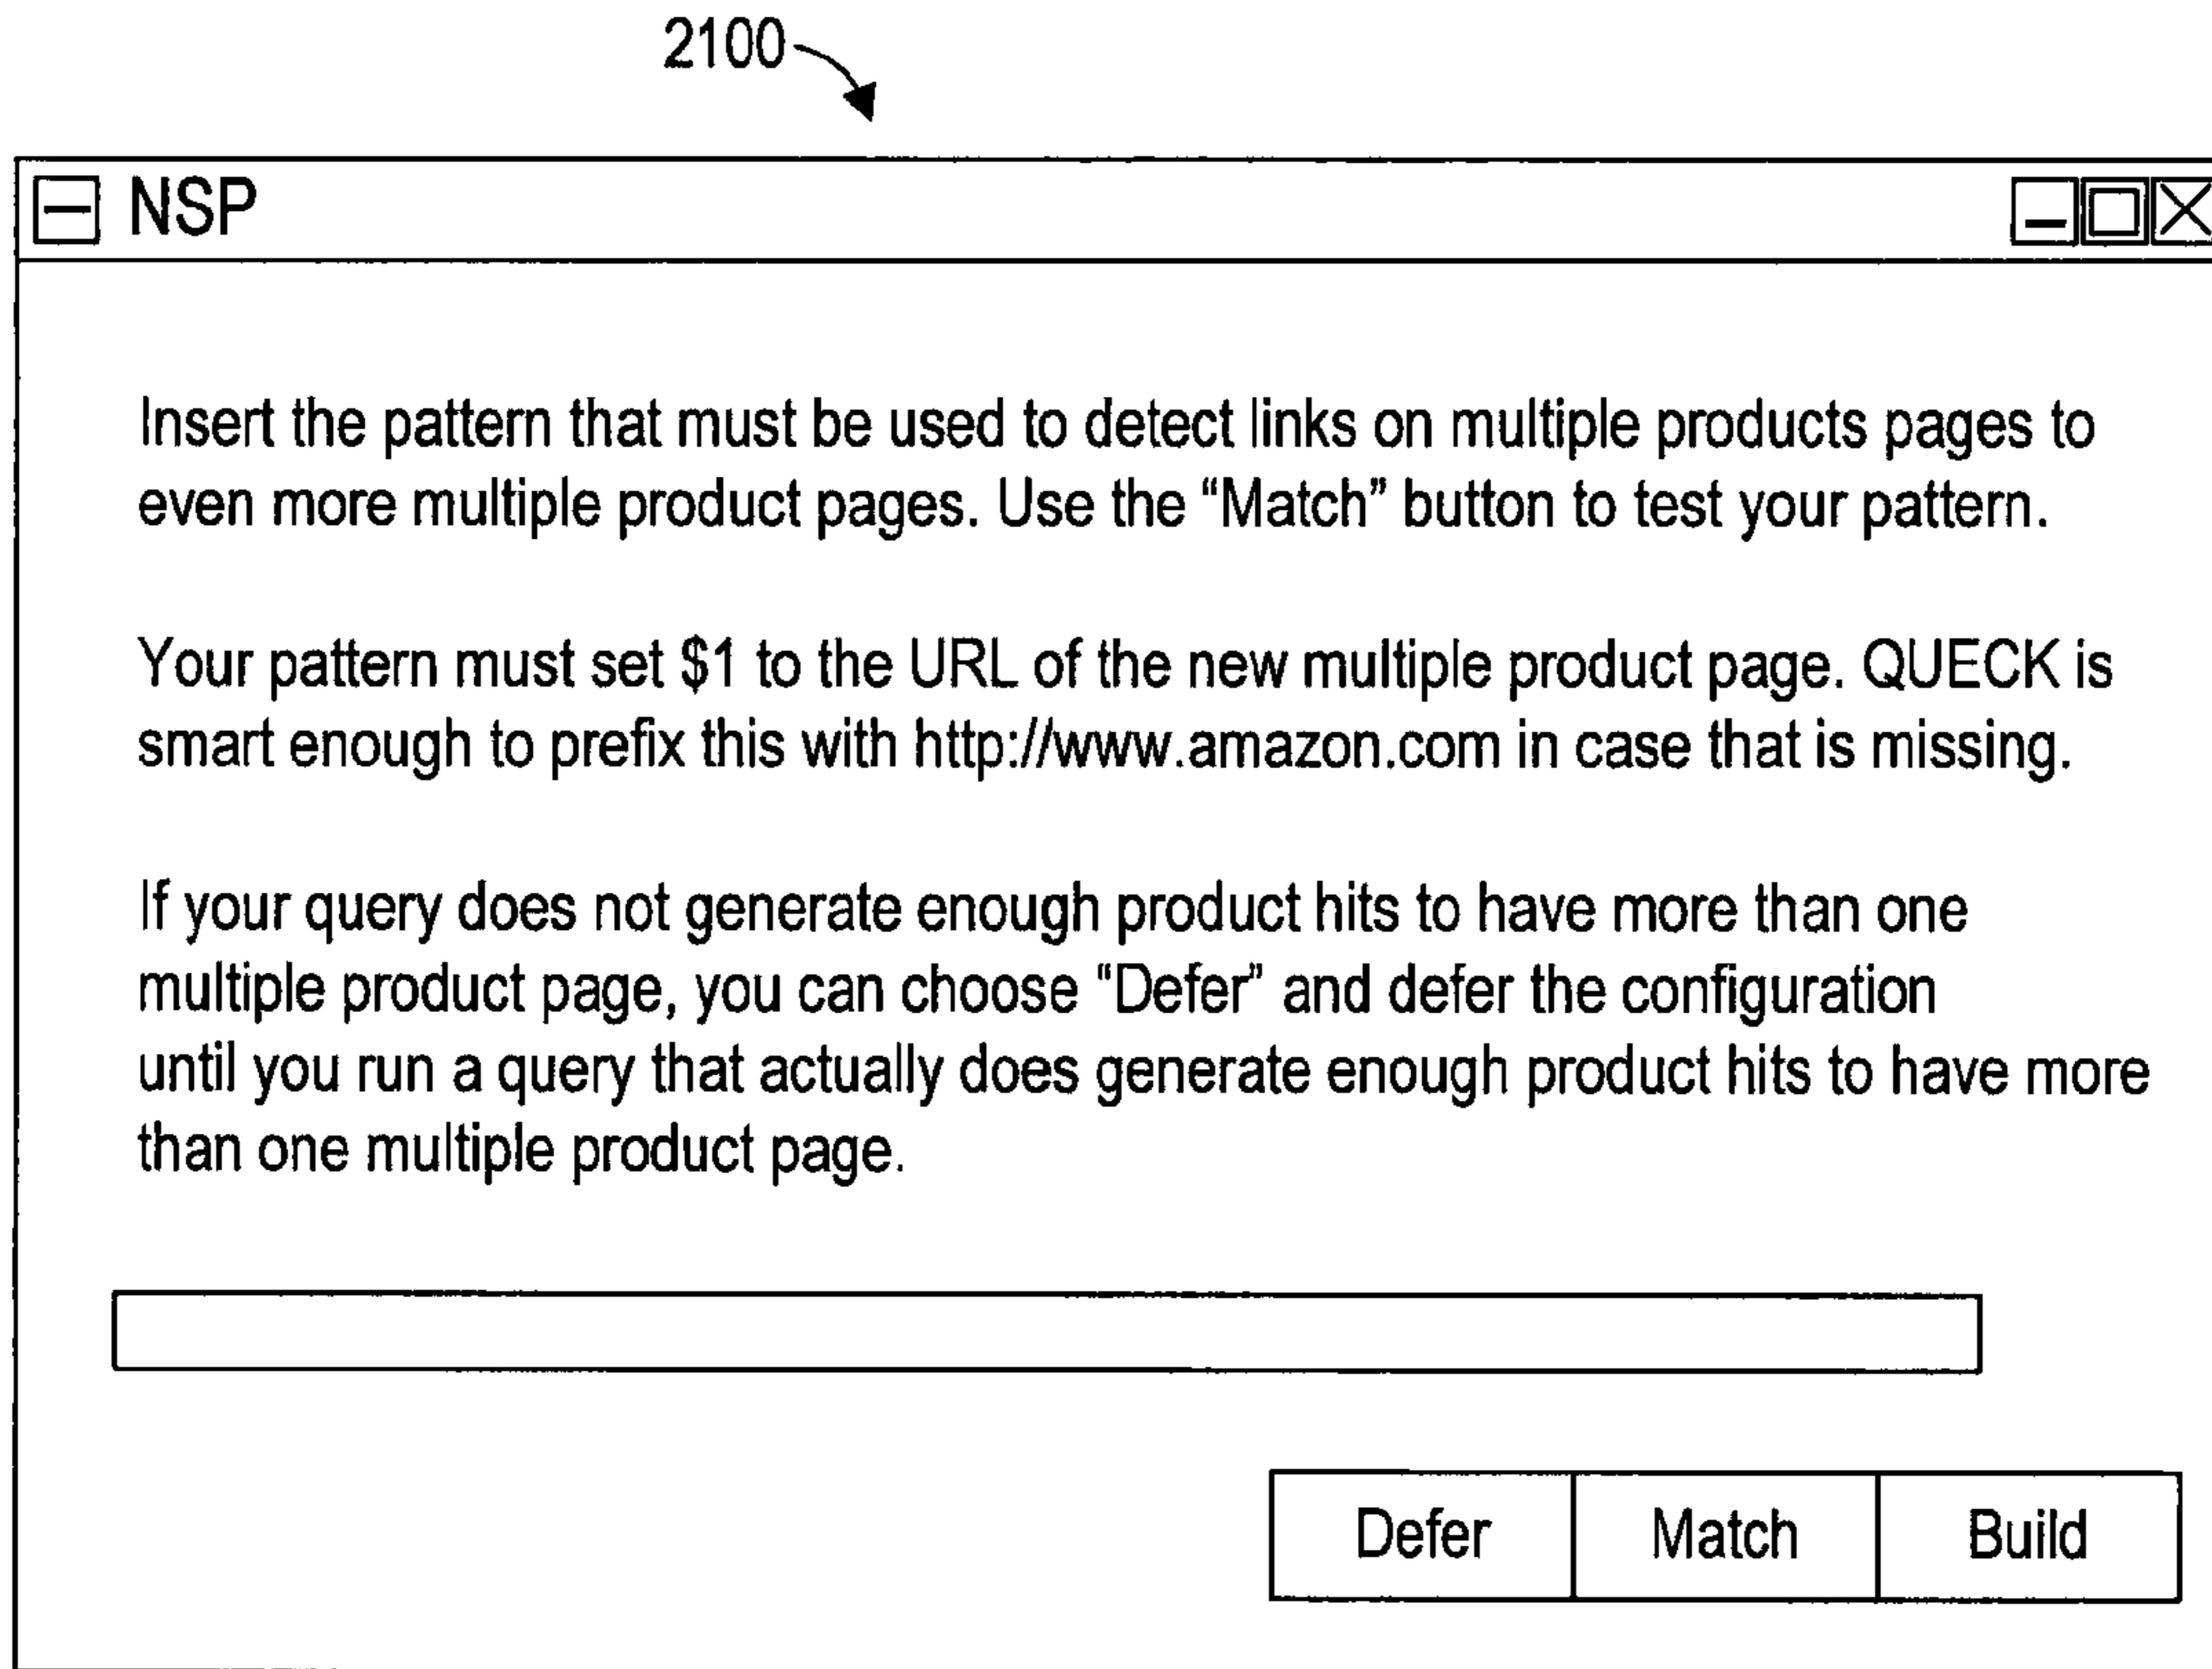 2100
NSP
Insert the pattern that must be used to detect links on multiple products pages to
even more multiple product pages. Use the “Match” button to test your pattern.
Your pattern must set $1 to the URL of the new multiple product page. QUECK is
smart enough to prefix this with http://www.amazon.com in case that is missing.
If your query does not generate enough product hits to have more than one
multiple product page, you can choose “Defer” and defer the configuration
until you run a query that actually does generate enough product hits to have more
than one multiple product page.
Defer Match Build